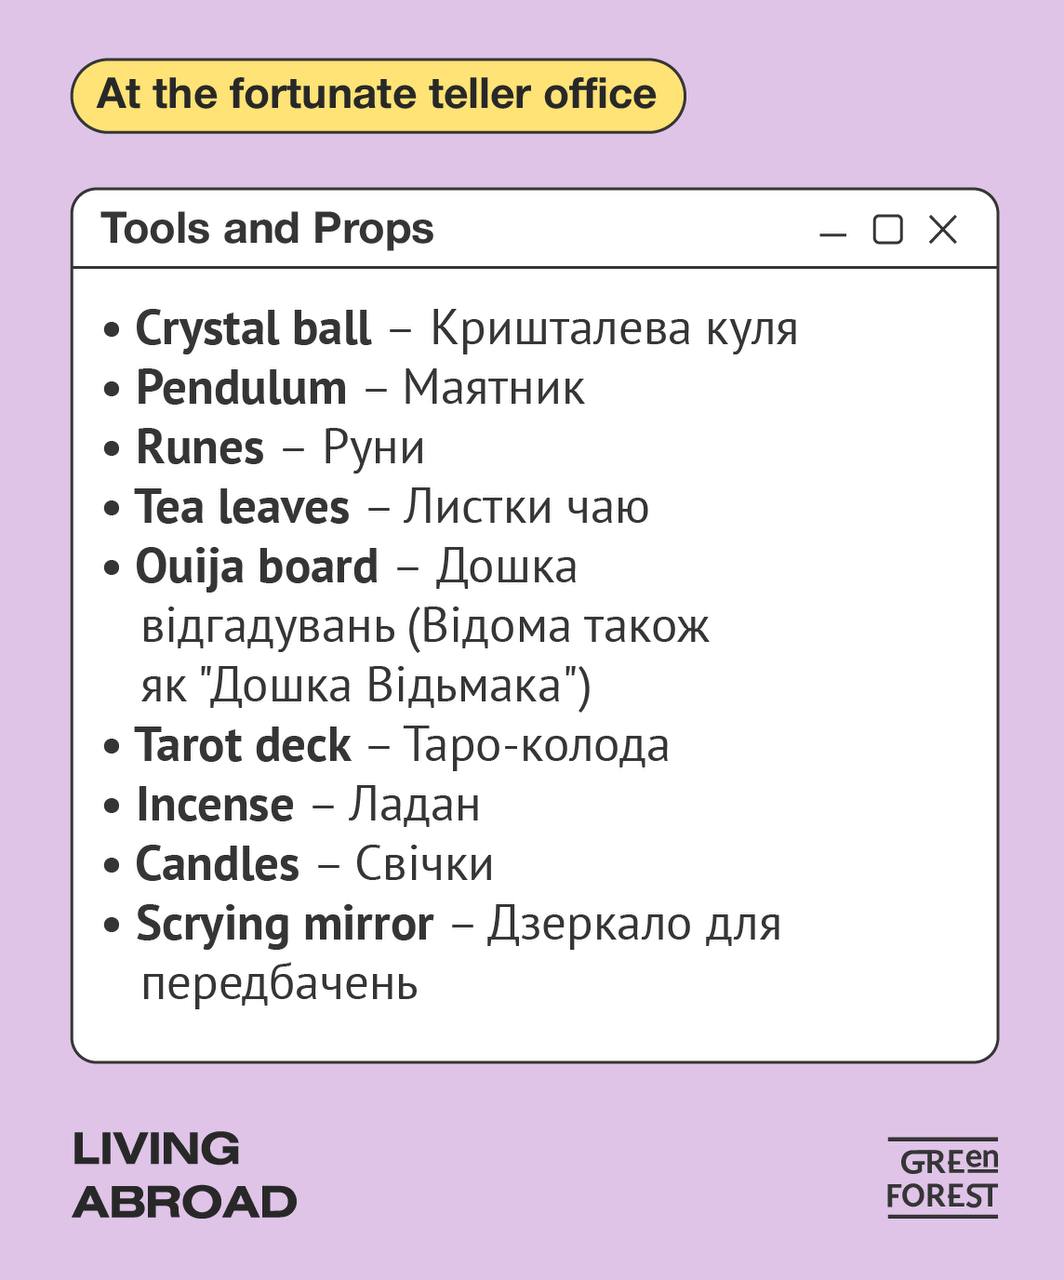 At the fortunate teller office
Tools and Props
• Crystal ball – Кришталева куля
• Pendulum – Маятник
• Runes – Руни
• Tea leaves – Листки чаю
• Ouija board – Дошка
відгадувань (Відома також
як "Дошка Відьмака")
• Tarot deck – Таро-колода
• Incense – Ладан
• Candles – Свічки
• Scrying mirror – Дзеркало для
передбачень
LIVING
ABROAD
GREen
FOREST